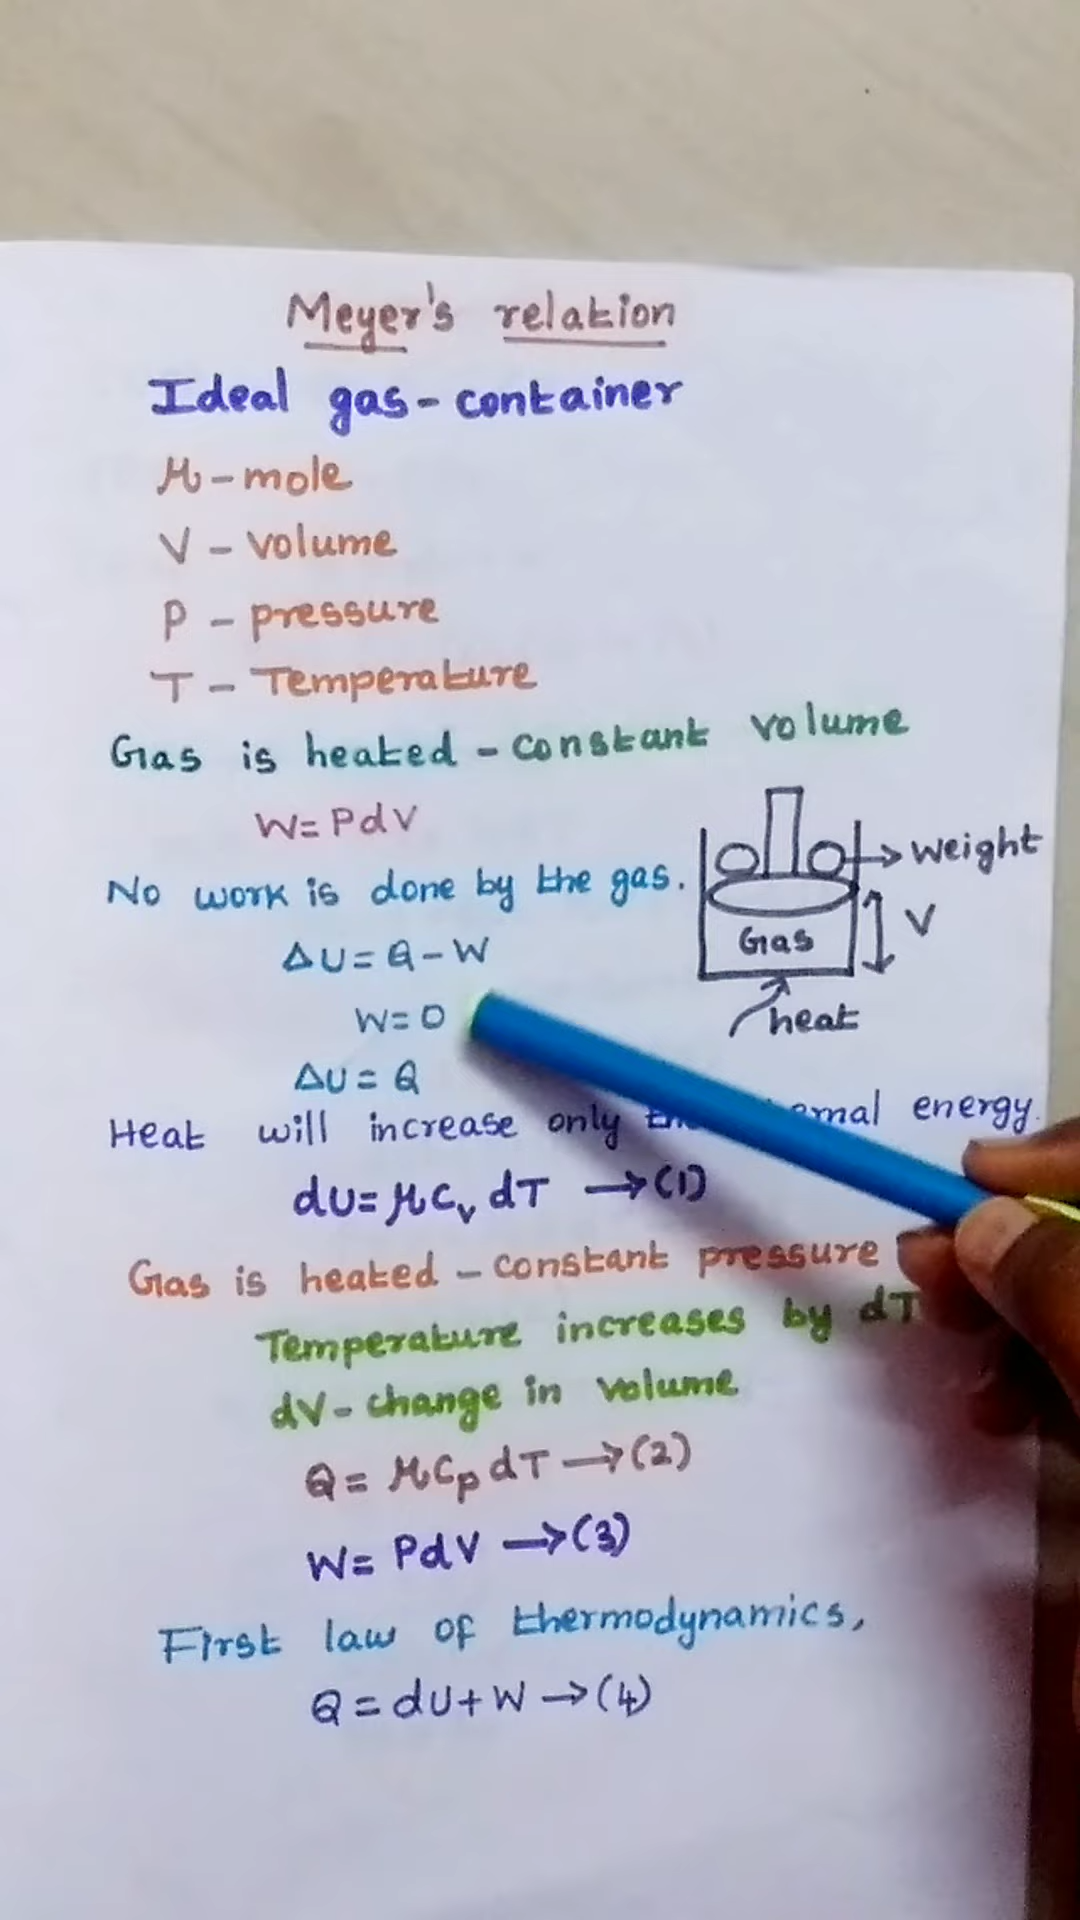 Meyer's relation
Ideal gas - container
μ - mole
V - volume
P - pressure
T - Temperature
Gas is heated - constant volume
W = PdV
No work is done by the gas.
weight
V
Gas
heat
ΔU = Q - W
W = 0
ΔU = Q
Heat will increase only energy.
dU = μCv dT → (1)
Gas is heated - constant pressure
Temperature increases by dT
dV - change in volume
Q = μCp dT → (2)
W = PdV → (3)
First law of thermodynamics,
Q = dU + W → (4)